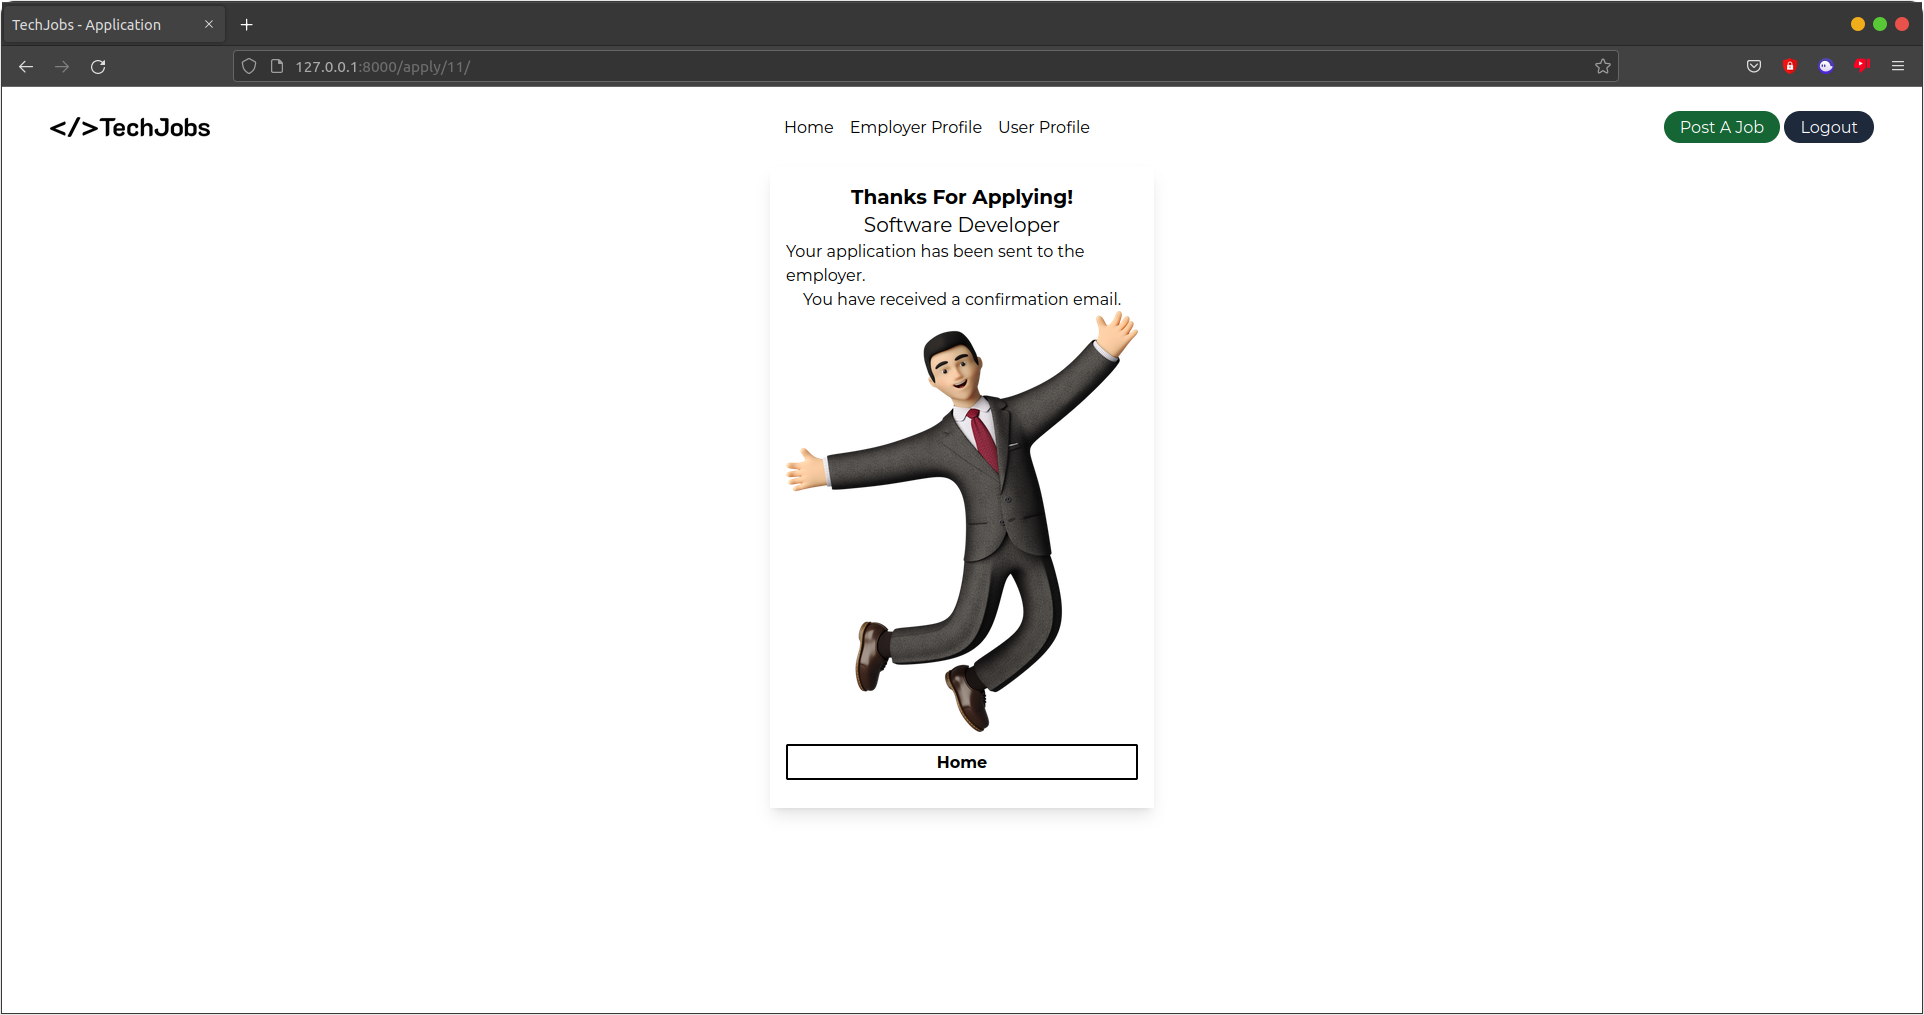 TechJobs - Application
127.0.0.1:8000/apply/11/
</>TechJobs
Home Employer Profile User Profile
Post A Job Logout
Thanks For Applying!
Software Developer
Your application has been sent to the
employer.
You have received a confirmation email.
Home